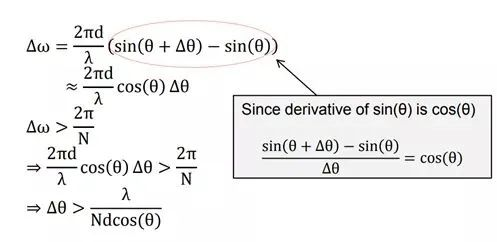 Δω = 2πd/λ (sin(θ + Δθ) − sin(θ))
≈ 2πd/λ cos(θ) Δθ
Δω > 2π/N
⇒ 2πd/λ cos(θ) Δθ > 2π/N
⇒ Δθ > λ/Ndcos(θ)
Since derivative of sin(θ) is cos(θ)
sin(θ + Δθ) − sin(θ)/Δθ = cos(θ)